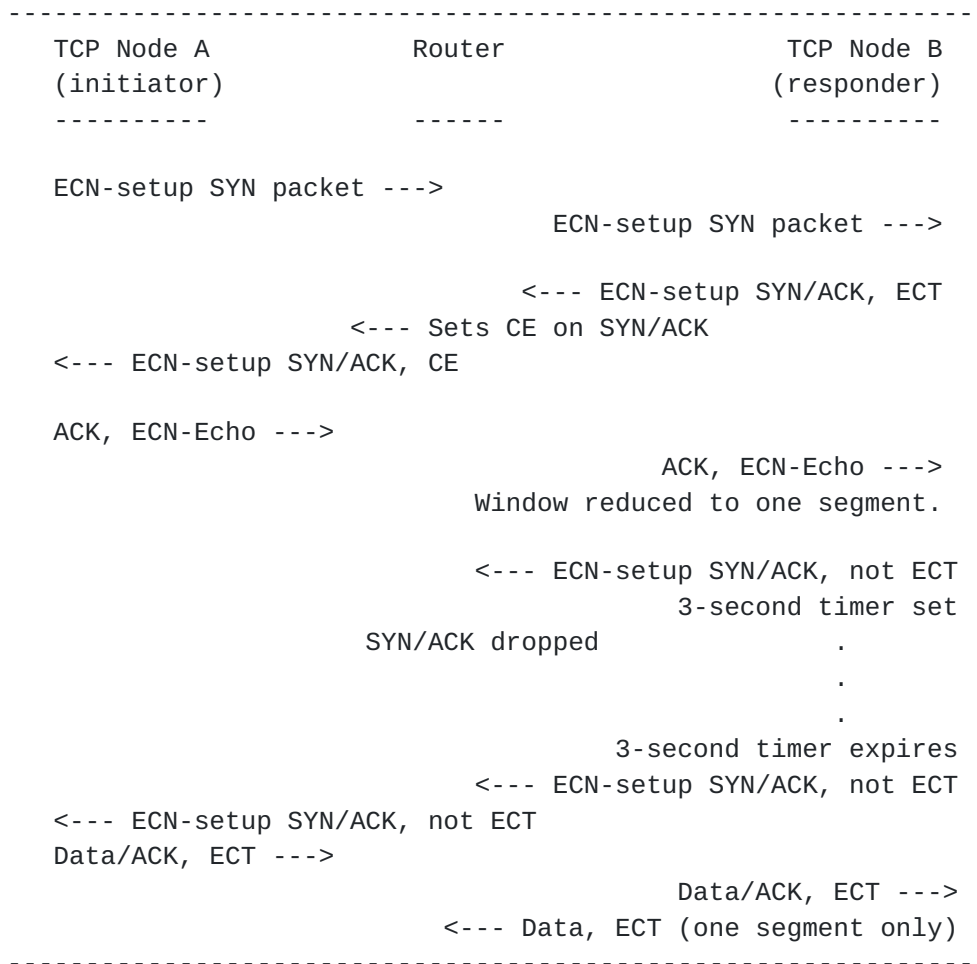 ---------------------------------------------------------------
TCP Node A             Router                  TCP Node B
(initiator)                                   (responder)
----------             ------                  ----------
ECN-setup SYN packet --->
ECN-setup SYN packet --->
<--- ECN-setup SYN/ACK, ECT
<--- Sets CE on SYN/ACK
<--- ECN-setup SYN/ACK, CE
ACK, ECN-Echo --->
ACK, ECN-Echo --->
Window reduced to one segment.
<--- ECN-setup SYN/ACK, not ECT
3-second timer set
SYN/ACK dropped               .
.
.
3-second timer expires
<--- ECN-setup SYN/ACK, not ECT
<--- ECN-setup SYN/ACK, not ECT
Data/ACK, ECT --->
Data/ACK, ECT --->
<--- Data, ECT (one segment only)
---------------------------------------------------------------